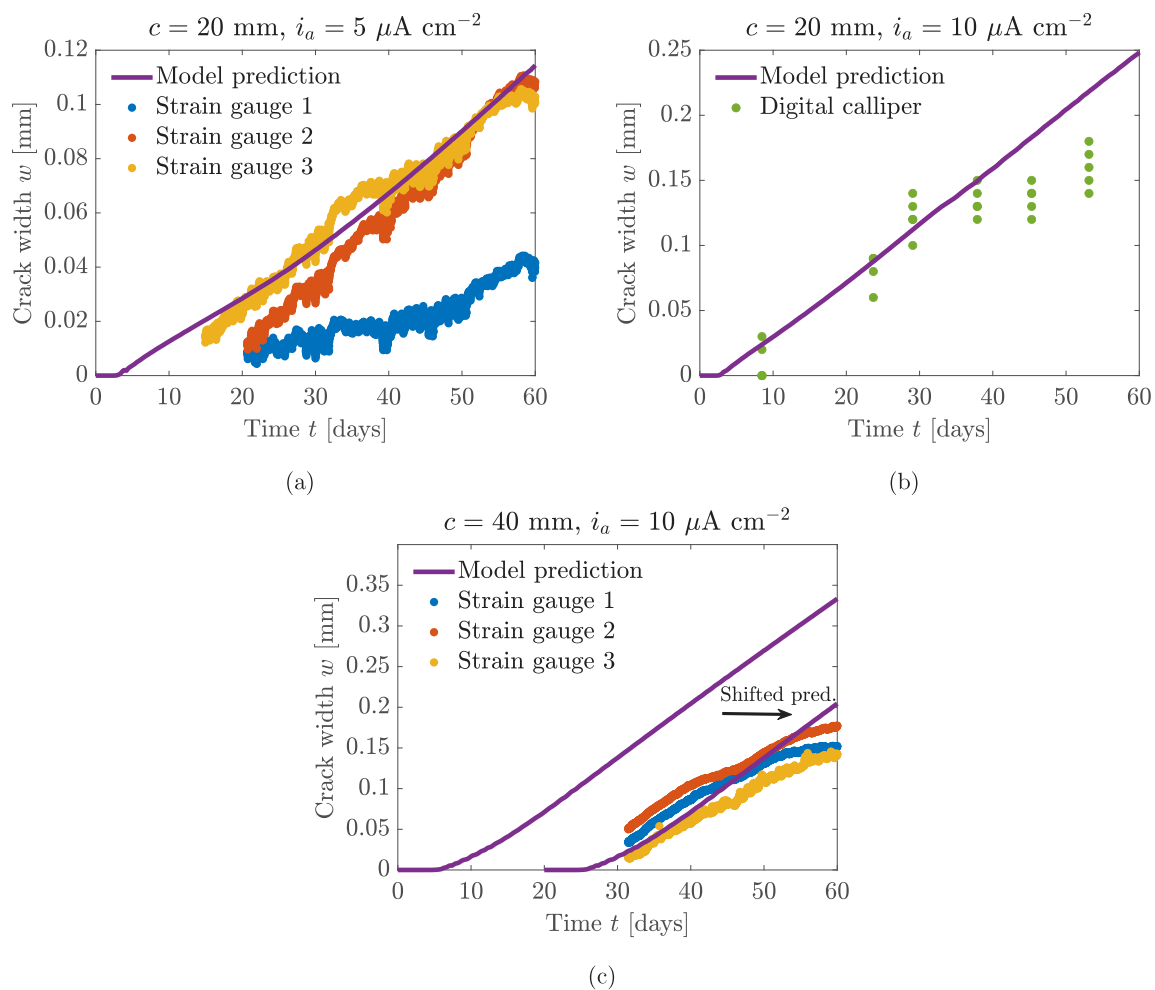 c = 20 mm, i_a = 5 μA cm⁻²
0.12
0.1
0.08
0.06
0.04
0.02
0
Crack width w [mm]
Model prediction
Strain gauge 1
Strain gauge 2
Strain gauge 3
0 10 20 30 40 50 60
Time t [days]
(a)
c = 20 mm, i_a = 10 μA cm⁻²
0.25
0.2
0.15
0.1
0.05
0
Crack width w [mm]
Model prediction
Digital calliper
0 10 20 30 40 50 60
Time t [days]
(b)
c = 40 mm, i_a = 10 μA cm⁻²
0.35
0.3
0.25
0.2
0.15
0.1
0.05
0
Crack width w [mm]
Model prediction
Strain gauge 1
Strain gauge 2
Strain gauge 3
Shifted pred.
0 10 20 30 40 50 60
Time t [days]
(c)